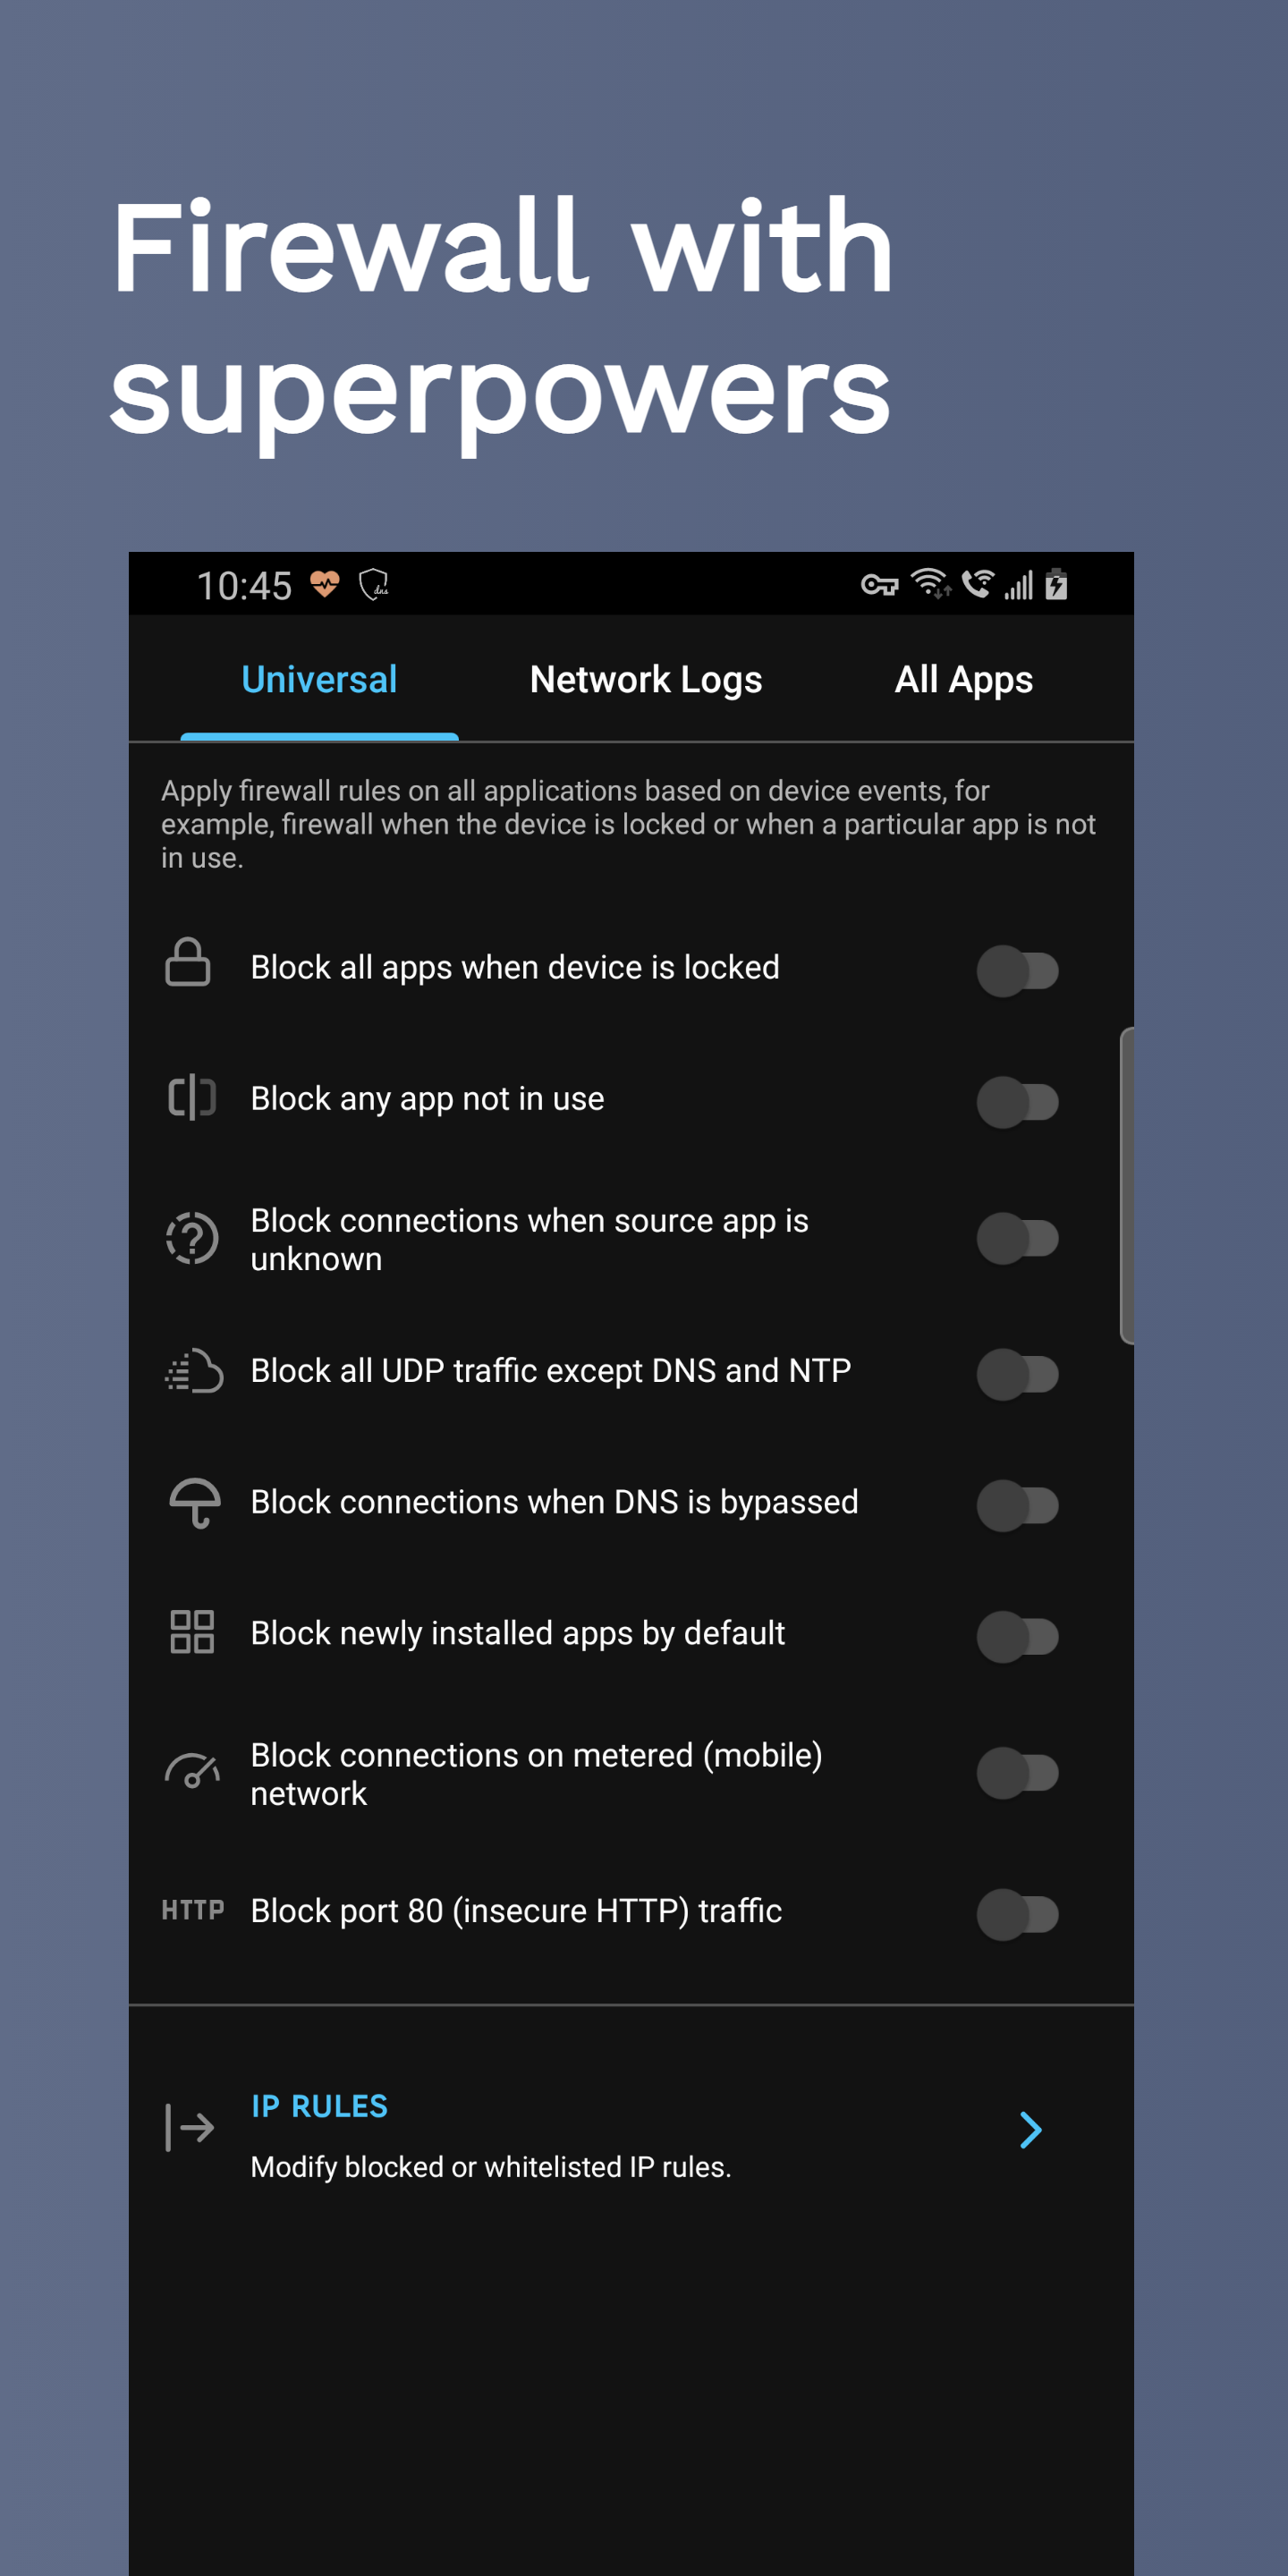 Firewall with
superpowers
10:45
dns
Universal
Network Logs
All Apps
Apply firewall rules on all applications based on device events, for
example, firewall when the device is locked or when a particular app is not
in use.
Block all apps when device is locked
Block any app not in use
Block connections when source app is
unknown
Block all UDP traffic except DNS and NTP
Block connections when DNS is bypassed
Block newly installed apps by default
Block connections on metered (mobile)
network
HTTP
Block port 80 (insecure HTTP) traffic
IP RULES
Modify blocked or whitelisted IP rules.